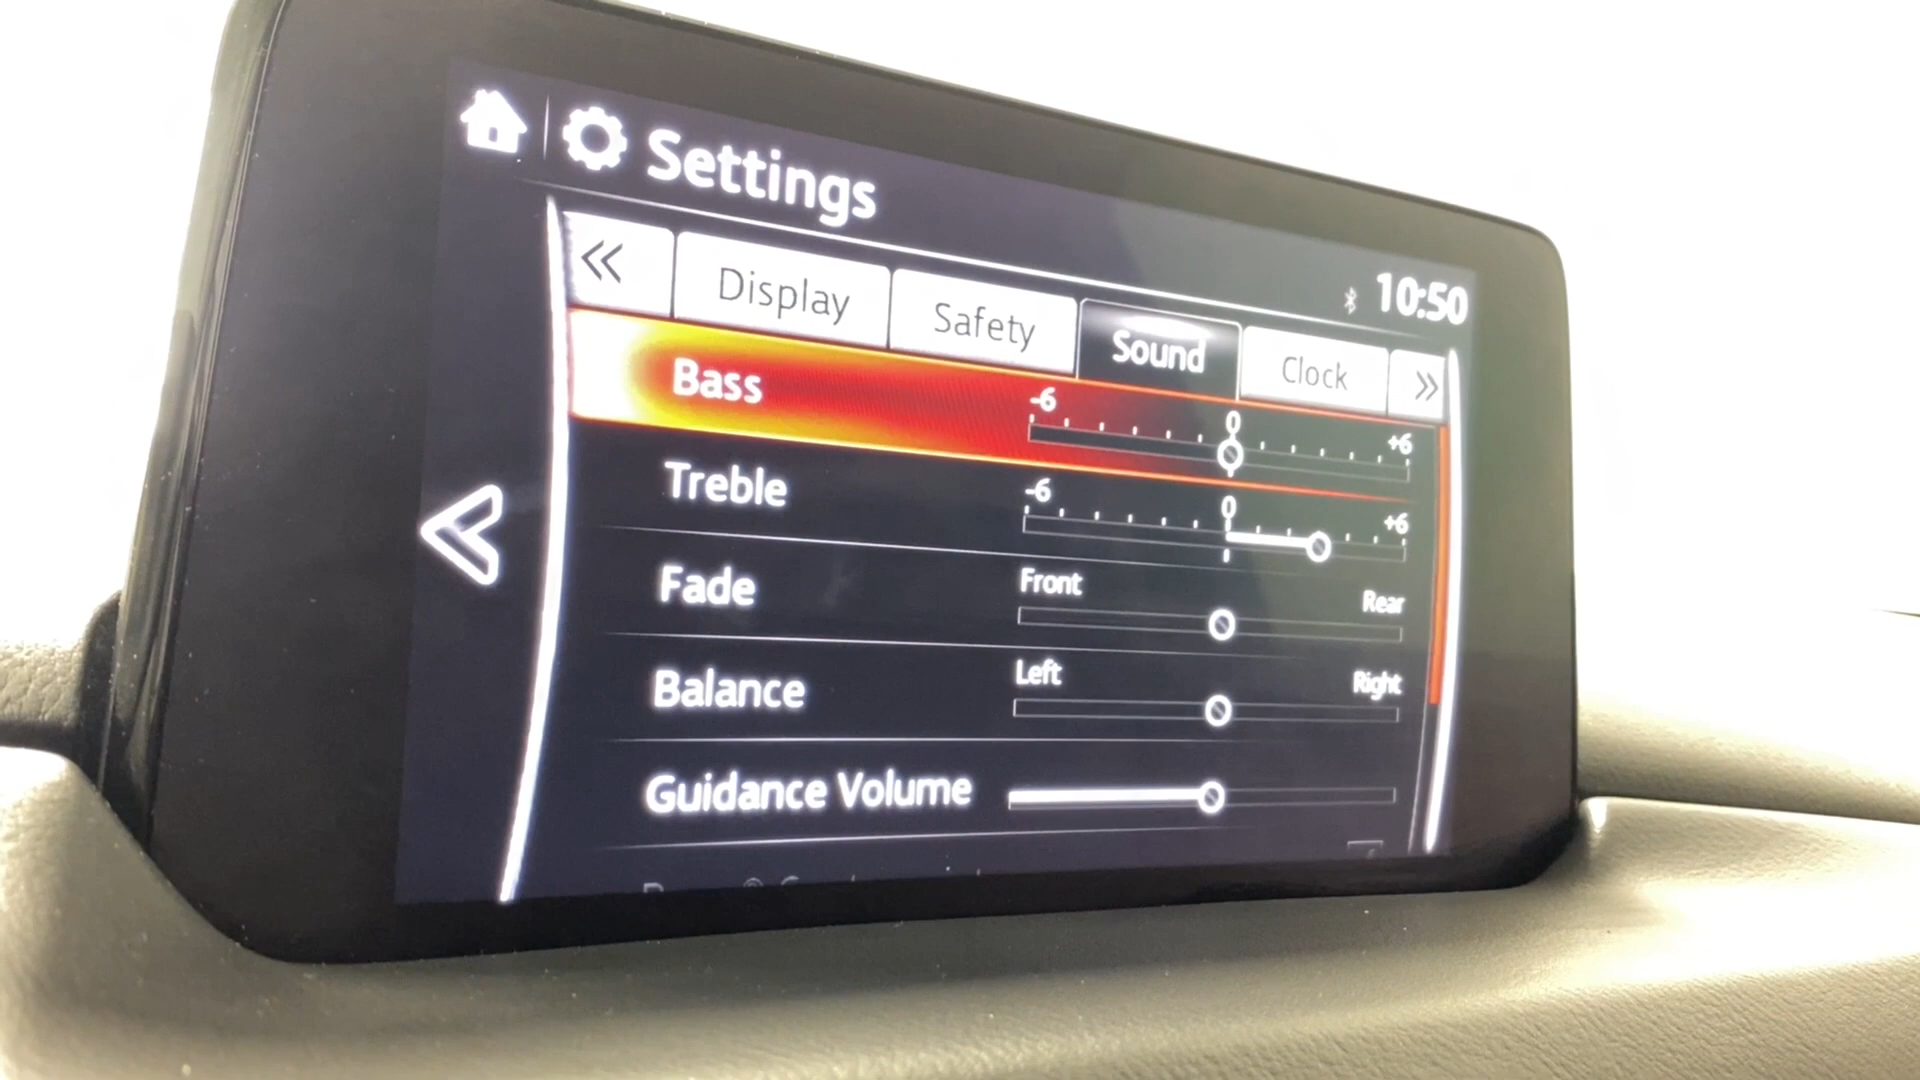 Settings
10:50
Display Safety Sound Clock
Bass -6 0 +6
Treble -6 0 +6
Fade Front Rear
Balance Left Right
Guidance Volume